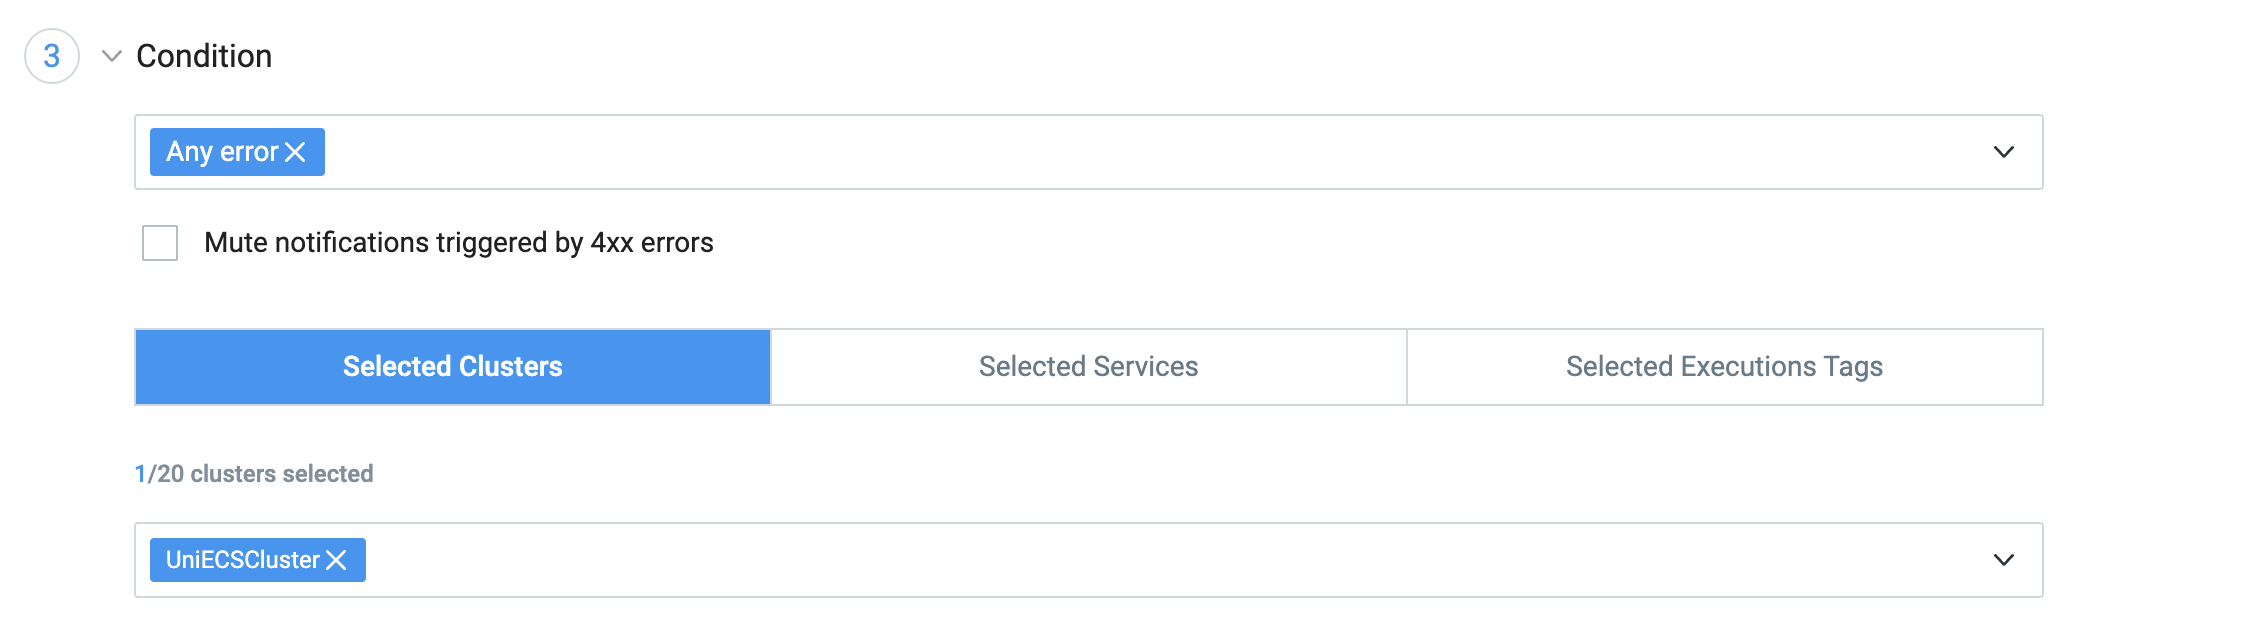 3 Condition
Any error
Mute notifications triggered by 4xx errors
Selected Clusters Selected Services Selected Executions Tags
1/20 clusters selected
UniECSCluster